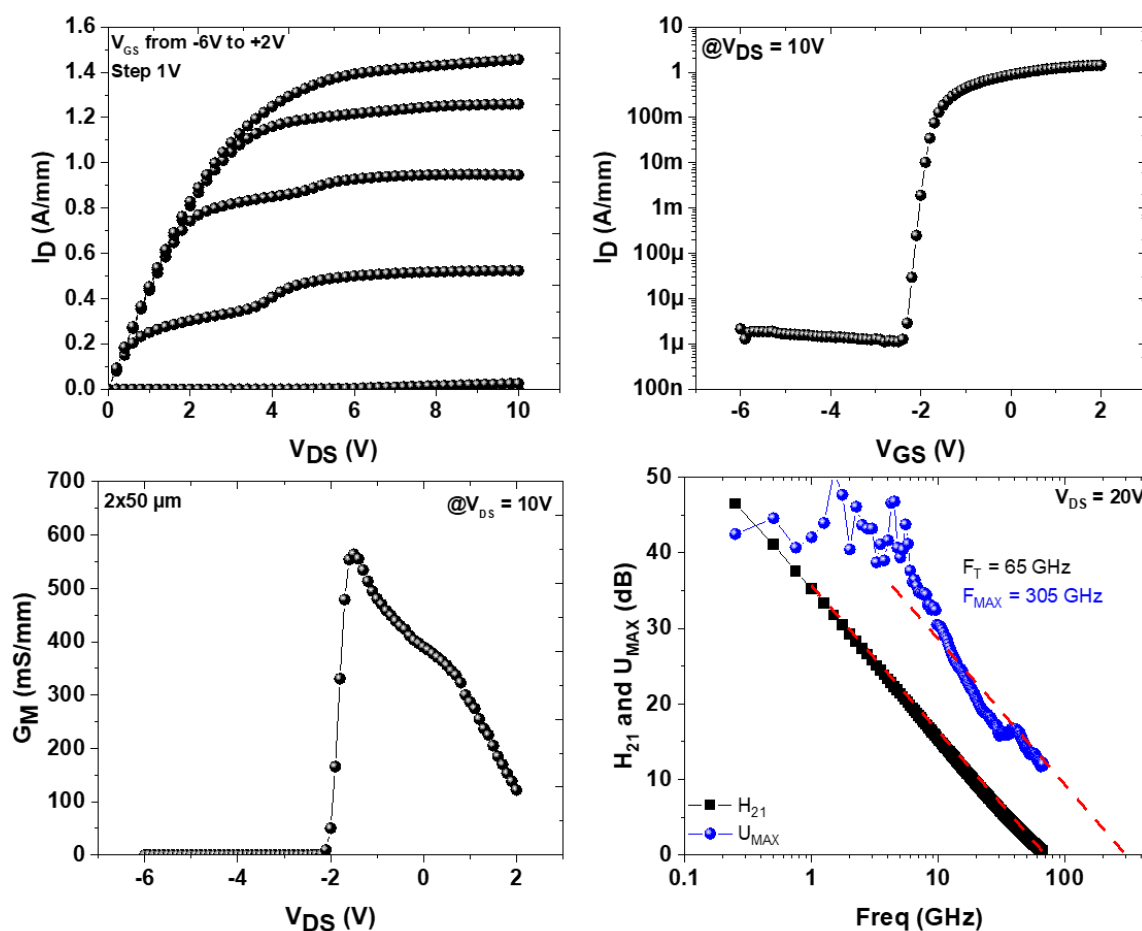 V_GS from -6V to +2V
Step 1V
I_D (A/mm)
1.6
1.4
1.2
1.0
0.8
0.6
0.4
0.2
0.0
0 2 4 6 8 10
V_DS (V)
@V_DS = 10V
I_D (A/mm)
1
100m
10m
1m
100µ
10µ
1µ
100n
-6 -4 -2 0 2
V_GS (V)
2x50 µm
@V_DS = 10V
G_M (mS/mm)
700
600
500
400
300
200
100
0
-6 -4 -2 0 2
V_DS (V)
V_DS = 20V
F_T = 65 GHz
F_MAX = 305 GHz
H_21 and U_MAX (dB)
50
40
30
20
10
0
H_21
U_MAX
0.1 1 10 100
Freq (GHz)